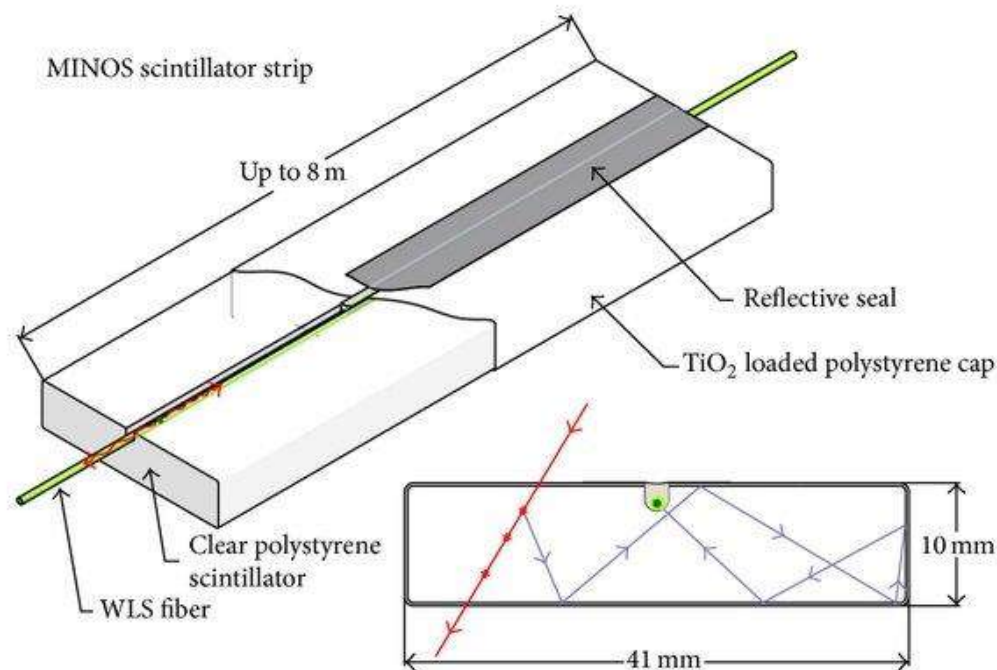 MINOS scintillator strip
Up to 8 m
Reflective seal
TiO₂ loaded polystyrene cap
Clear polystyrene
scintillator
WLS fiber
10 mm
41 mm